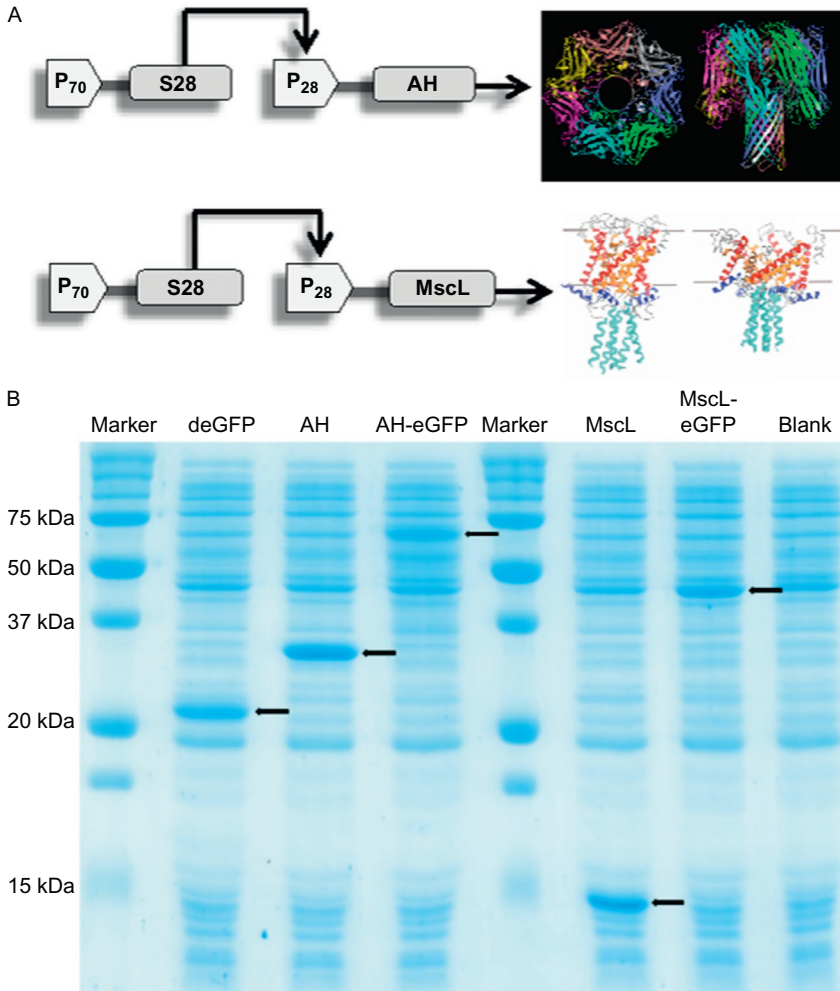 A
P70 S28 P28 AH
P70 S28 P28 MscL
B
Marker deGFP AH AH-eGFP Marker MscL MscL-
eGFP Blank
75 kDa
50 kDa
37 kDa
20 kDa
15 kDa